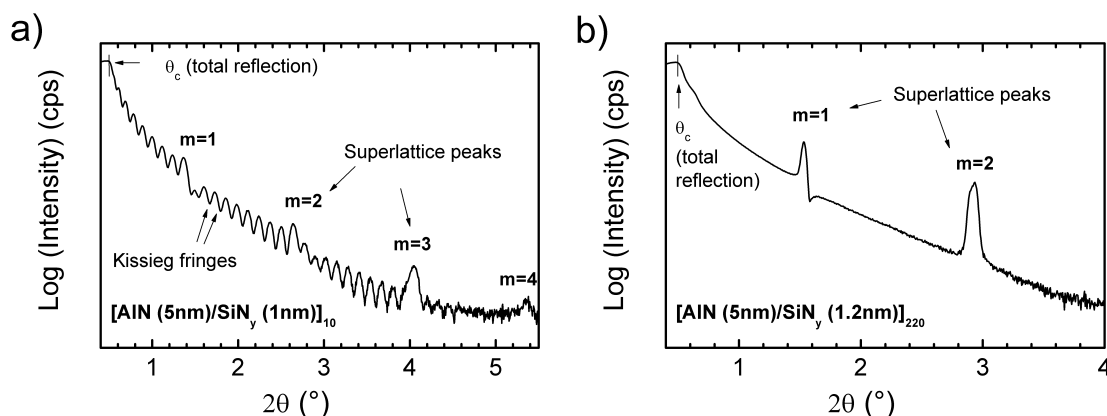 a)
Log (Intensity) (cps)
θc (total reflection)
m=1
Superlattice peaks
m=2
m=3
m=4
Kissieg fringes
[AlN (5nm)/SiNy (1nm)]10
1 2 3 4 5
2θ (°)
b)
Log (Intensity) (cps)
Superlattice peaks
m=1
m=2
θc
(total
reflection)
[AlN (5nm)/SiNy (1.2nm)]220
1 2 3 4
2θ (°)